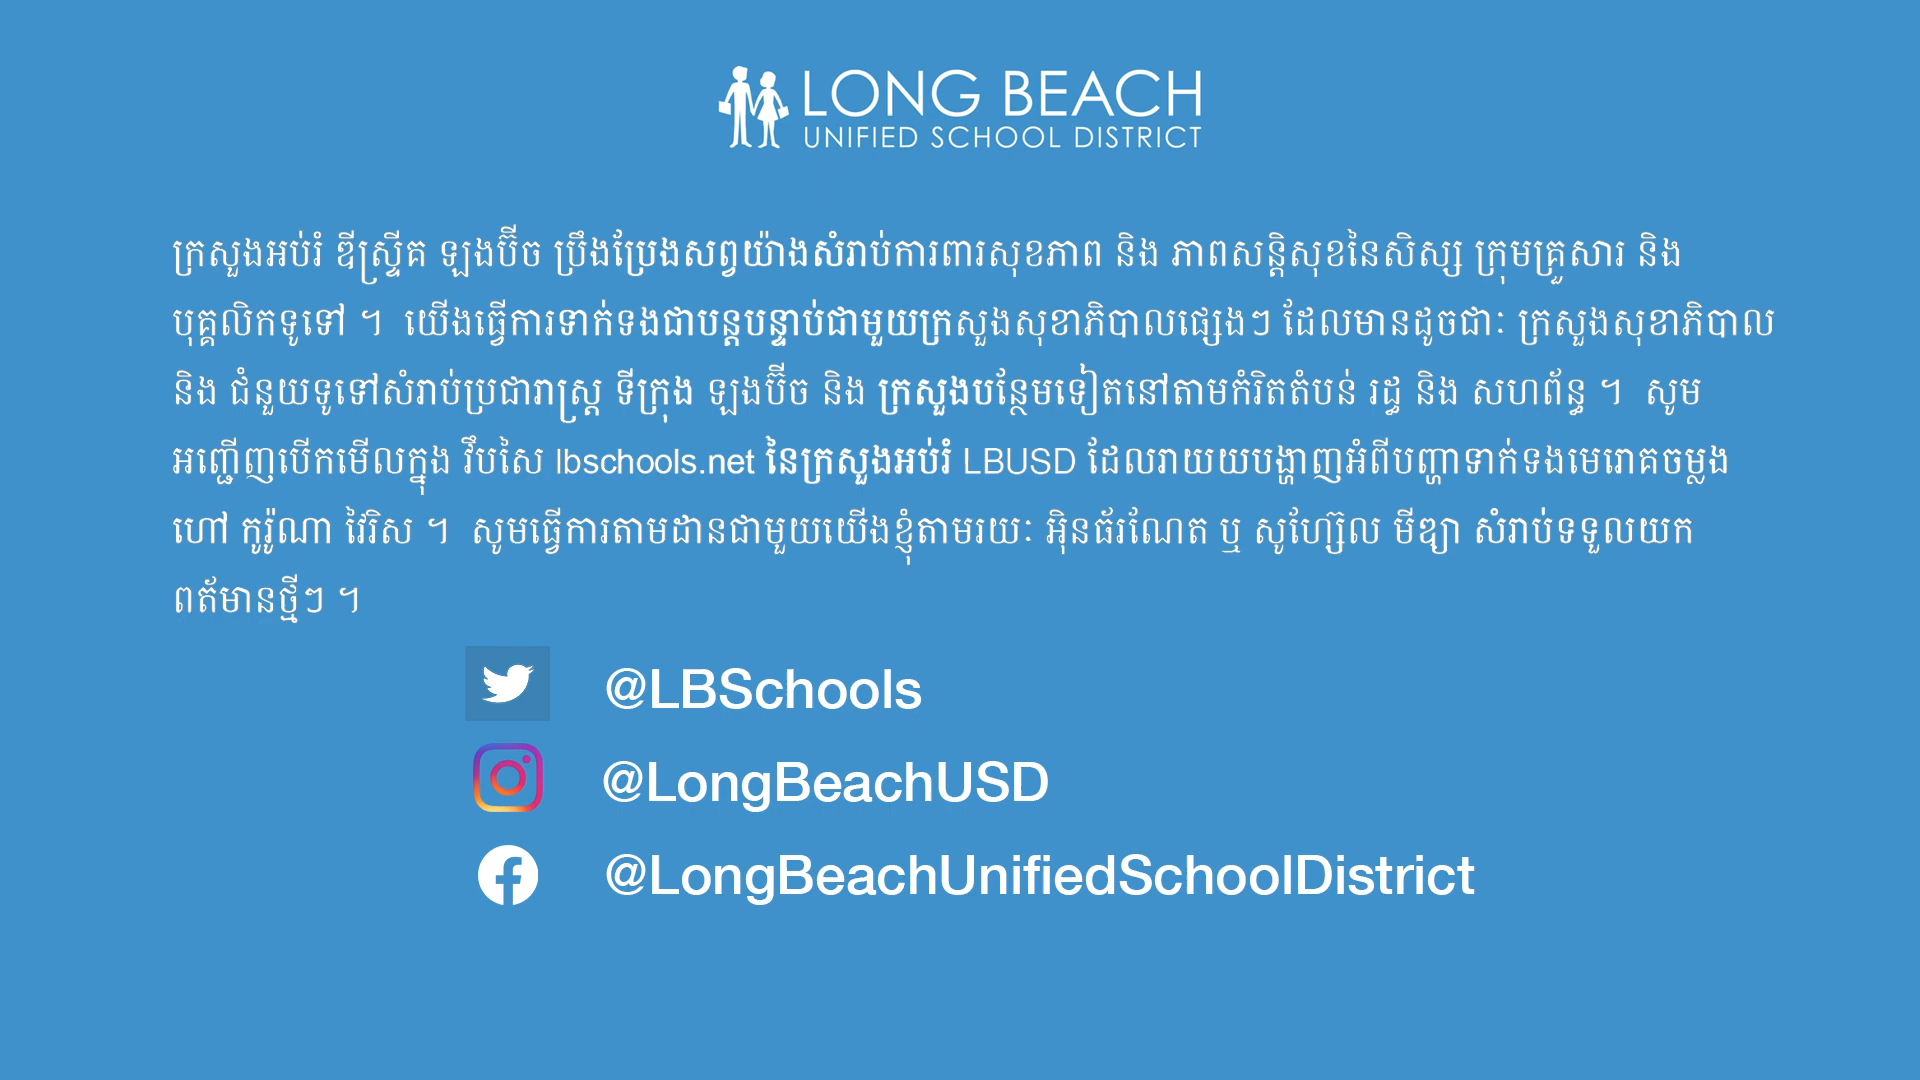 LONG BEACH
UNIFIED SCHOOL DISTRICT
ក្រសួងអប់រំ ឌីស្ទ្រីគ ឡងប៊ីច ប្រឹងប្រែងសព្វយ៉ាងសំរាប់ការពារសុខភាព និង ភាពសន្តិសុខនៃសិស្ស ក្រុមគ្រួសារ និង
បុគ្គលិកទូទៅ ។ យើងធ្វើការទាក់ទងជាបន្តបន្ទាប់ជាមួយក្រសួងសុខាភិបាលផ្សេងៗ ដែលមានដូចជាៈ ក្រសួងសុខាភិបាល
និង ជំនួយទូទៅសំរាប់ប្រជារាស្ត្រ ទីក្រុង ឡងប៊ីច និង ក្រសួងបន្ថែមទៀតនៅតាមកំរិតតំបន់ រដ្ឋ និង សហព័ន្ធ ។ សូម
អញ្ជើញបើកមើលក្នុង វឹបសៃ lbschools.net នៃក្រសួងអប់រំ LBUSD ដែលរាយយបង្ហាញអំពីបញ្ហាទាក់ទងមេរោគចម្លង
ហៅ កូរ៉ូណា វៃរិស ។ សូមធ្វើការតាមដានជាមួយយើងខ្ញុំតាមរយៈ អ៊ិនធ័រណែត ឬ សូហ្ស៊ែល មីឌ្យា សំរាប់ទទួលយក
ពត័មានថ្មីៗ ។
@LBSchools
@LongBeachUSD
@LongBeachUnifiedSchoolDistrict